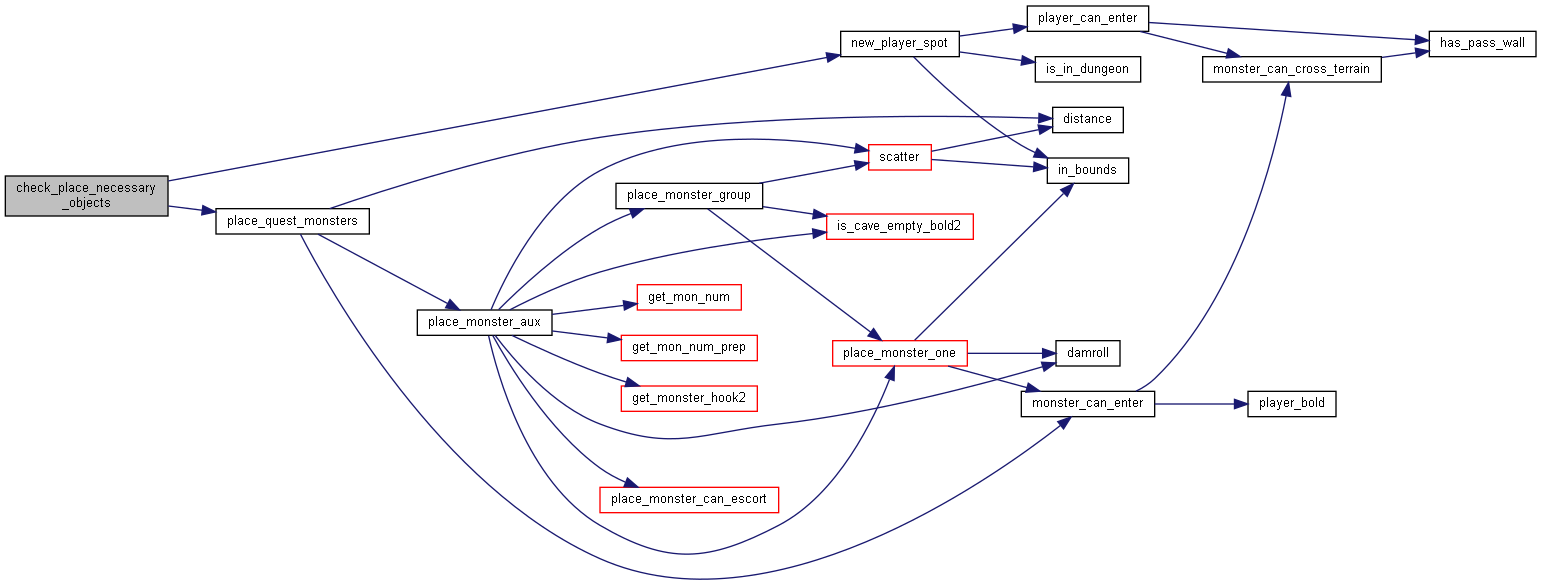 check_place_necessary
_objects
new_player_spot
place_quest_monsters
player_can_enter
is_in_dungeon
has_pass_wall
monster_can_cross_terrain
distance
scatter
in_bounds
place_monster_group
is_cave_empty_bold2
get_mon_num
place_monster_aux
get_mon_num_prep
get_monster_hook2
place_monster_one
damroll
monster_can_enter
player_bold
place_monster_can_escort